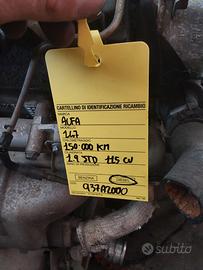 CARTELLINO DI IDENTIFICAZIONE RICAMBIO
MARCA
ALFA
MODELLO
147
150.000 KM
1.9 JTD 115 CV
BENZINA
DIESEL
937A2000
subito